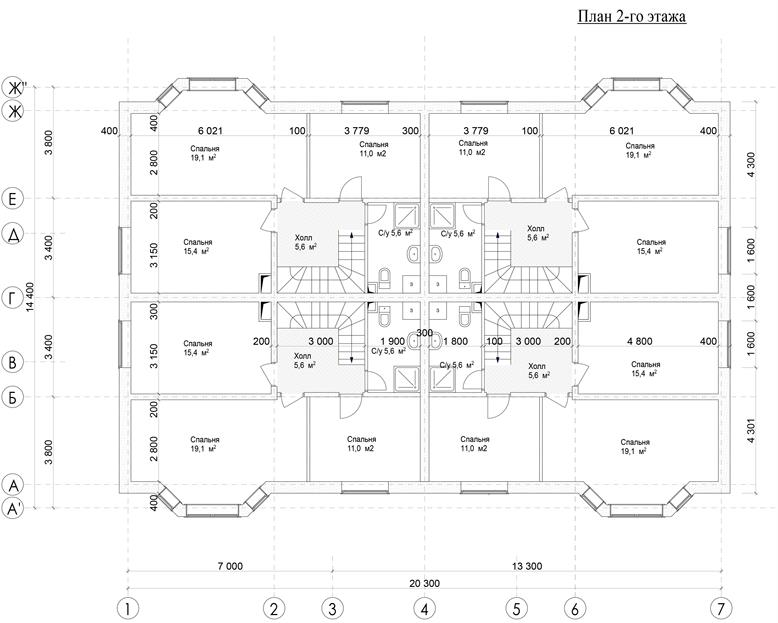 План 2-го этажа
Ж"
Ж
400
400
6 021
100
3 779
300
3 779
100
6 021
400
3 800
Спальня
19,1 м²
Спальня
11,0 м2
Спальня
11,0 м2
Спальня
19,1 м²
2 800
4 300
Е
200
Д
Спальня
15,4 м²
Холл
5,6 м²
С/у 5,6 м²
С/у 5,6 м²
Холл
5,6 м²
Спальня
15,4 м²
3 400
3 150
1 600
1 600
Г
14 400
300
200
3 000
1 900
300
1 800
100
3 000
200
4 800
400
3 400
3 150
1 600
Спальня
15,4 м²
С/у 5,6 м²
С/у 5,6 м²
Холл
5,6 м²
Холл
5,6 м²
Спальня
15,4 м²
В
Б
200
3 800
2 800
Спальня
19,1 м²
Спальня
11,0 м2
Спальня
11,0 м2
Спальня
19,1 м²
4 301
А
400
А'
7 000
13 300
20 300
1
2
3
4
5
6
7